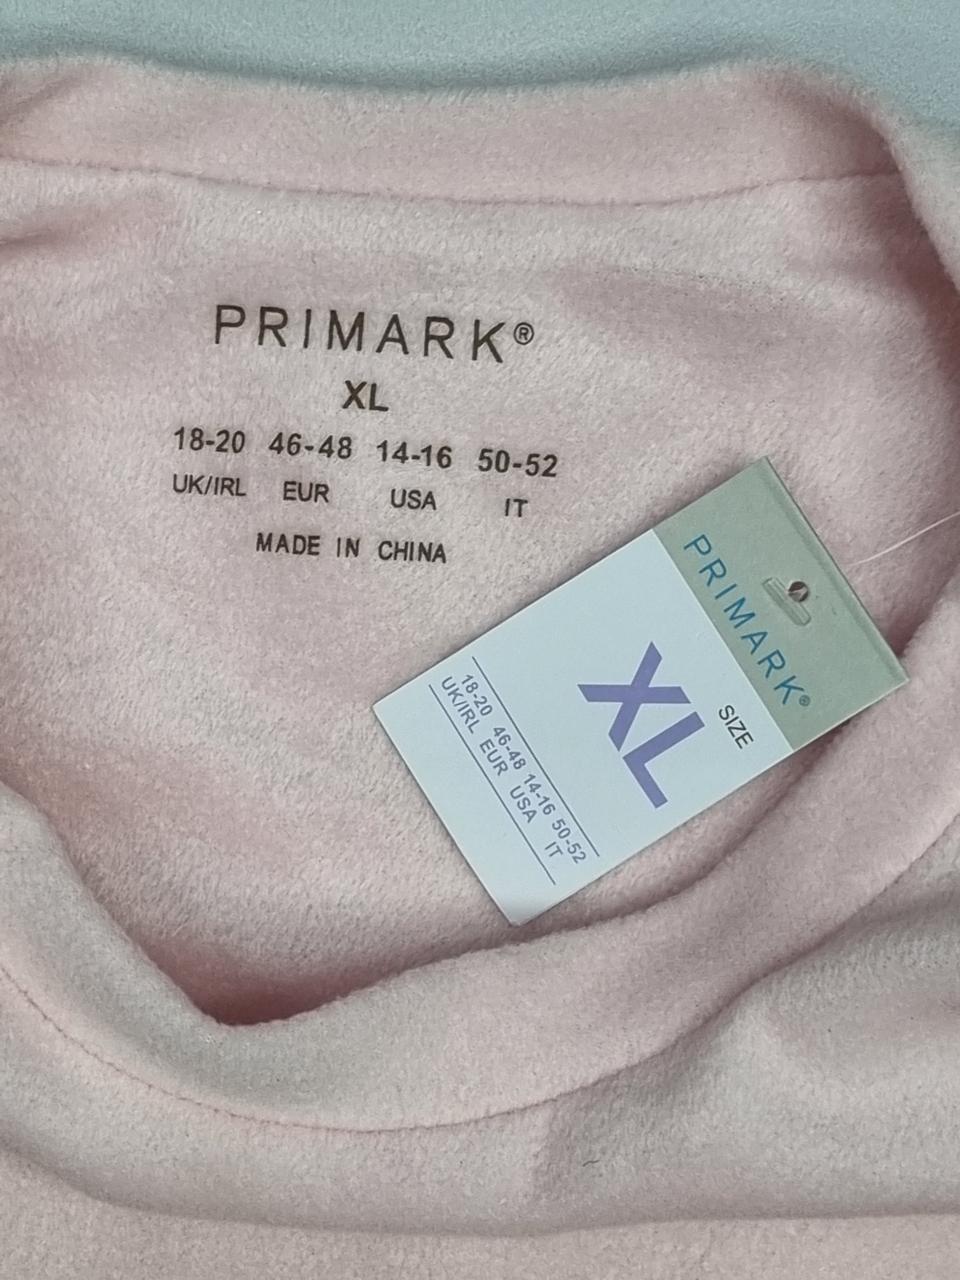 PRIMARK®
XL
18-20 46-48 14-16 50-52
UK/IRL EUR USA IT
MADE IN CHINA
PRIMARK®
SIZE
XL
18-20 46-48 14-16 50-52
UK/IRL EUR USA IT